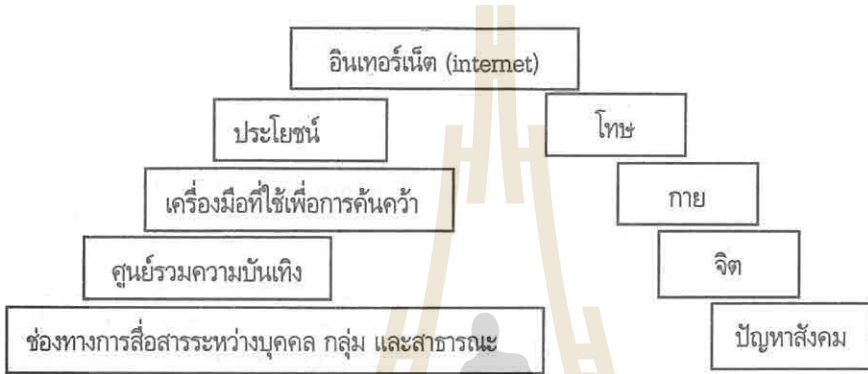 อินเทอร์เน็ต (internet)
ประโยชน์
โทษ
เครื่องมือที่ใช้เพื่อการค้นคว้า
กาย
ศูนย์รวมความบันเทิง
จิต
ช่องทางการสื่อสารระหว่างบุคคล กลุ่ม และสาธารณะ
ปัญหาสังคม